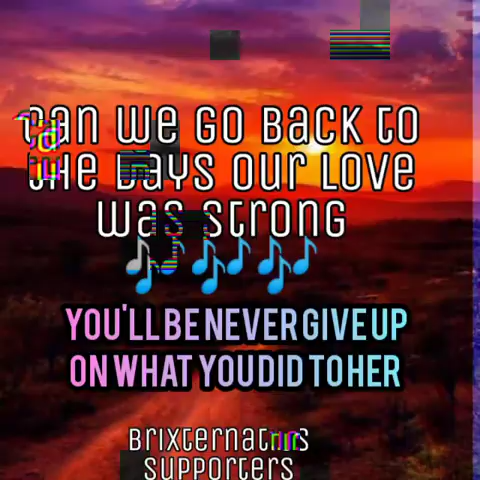 Can we go back to
the days our love
was strong
🎵🎵🎵
YOU'LL BE NEVER GIVE UP
ON WHAT YOU DID TO HER
supporters